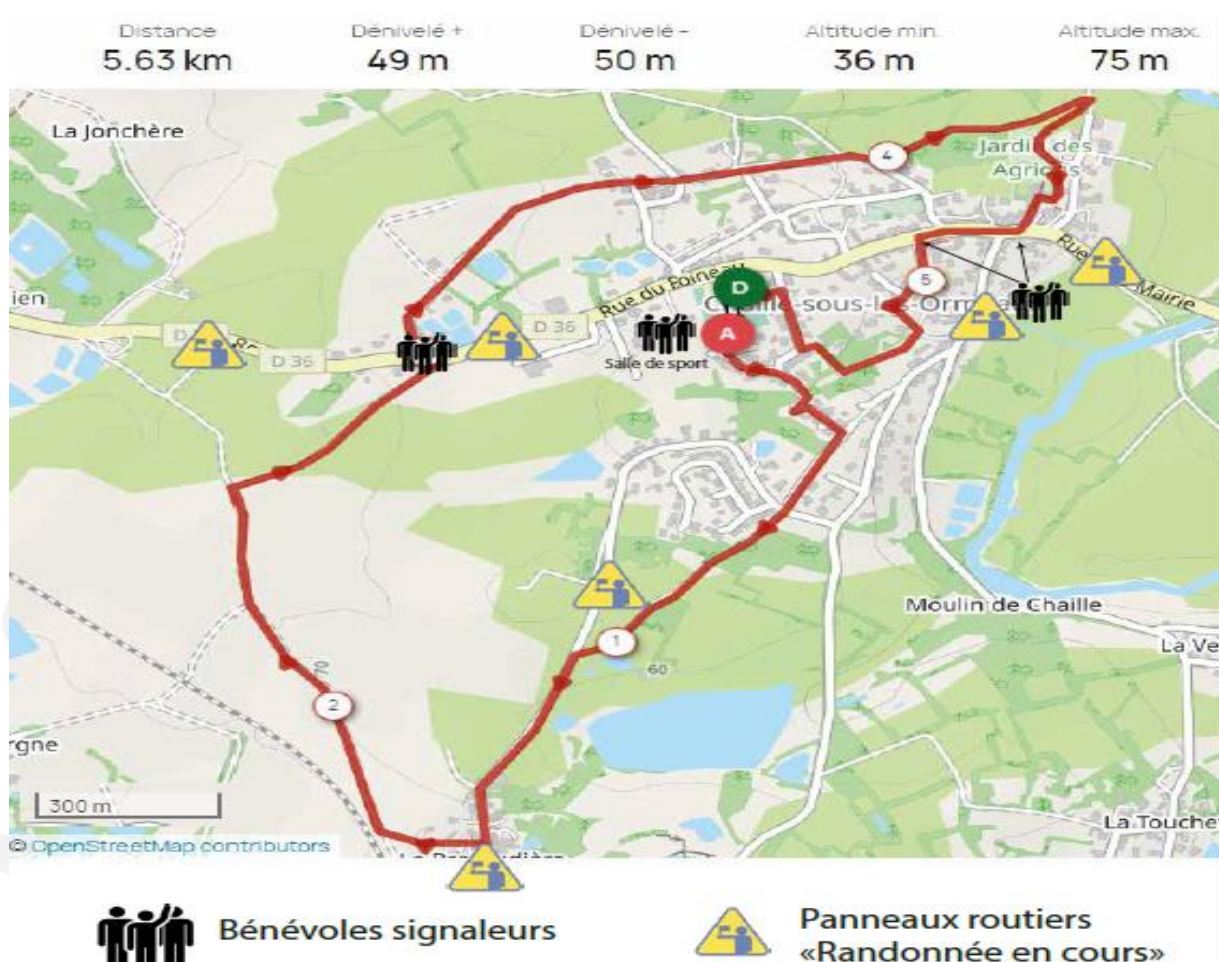 Distance
5.63 km
Dénivelé +
49 m
Dénivelé -
50 m
Altitude min.
36 m
Altitude max.
75 m
La Jonchère
4
Jardin des
Agrions
ien
Rue du Foineau
D
5
Rue
Mairie
D 36
D 36
A
Salle de sport
1
60
70
2
Moulin de Chaille
La Ve
rgne
300 m
La Touche
© OpenStreetMap contributors
Bénévoles signaleurs
Panneaux routiers
«Randonnée en cours»